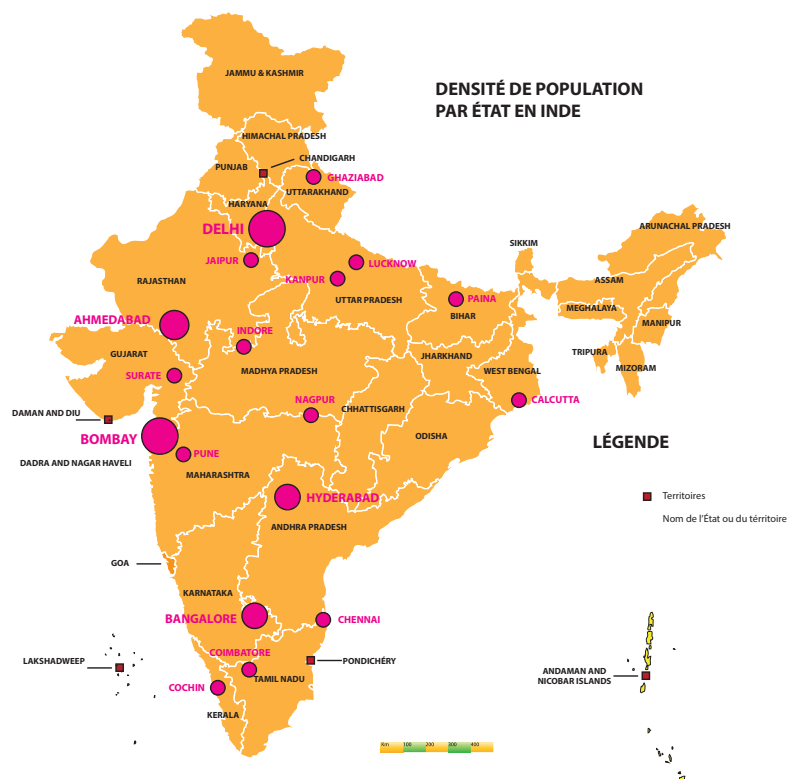 DENSITÉ DE POPULATION
PAR ÉTAT EN INDE
JAMMU & KASHMIR
HIMACHAL PRADESH
CHANDIGARH
PUNJAB
GHAZIABAD
UTTARAKHAND
HARYANA
DELHI
ARUNACHAL PRADESH
SIKKIM
JAIPUR
LUCKNOW
KANPUR
RAJASTHAN
ASSAM
UTTAR PRADESH
PAINA
BIHAR
MEGHALAYA
AHMEDABAD
MANIPUR
INDORE
GUJARAT
JHARKHAND
TRIPURA
MIZORAM
SURATE
MADHYA PRADESH
WEST BENGAL
NAGPUR
CHHATTISGARH
CALCUTTA
DAMAN AND DIU
BOMBAY
ODISHA
LÉGENDE
PUNE
DADRA AND NAGAR HAVELI
MAHARASHTRA
HYDERABAD
Territoires
Nom de l'État ou du térritoire
ANDHRA PRADESH
GOA
KARNATAKA
BANGALORE
CHENNAI
COIMBATORE
LAKSHADWEEP
PONDICHÉRY
TAMIL NADU
ANDAMAN AND
NICOBAR ISLANDS
COCHIN
KERALA
Km 100 200 300 400